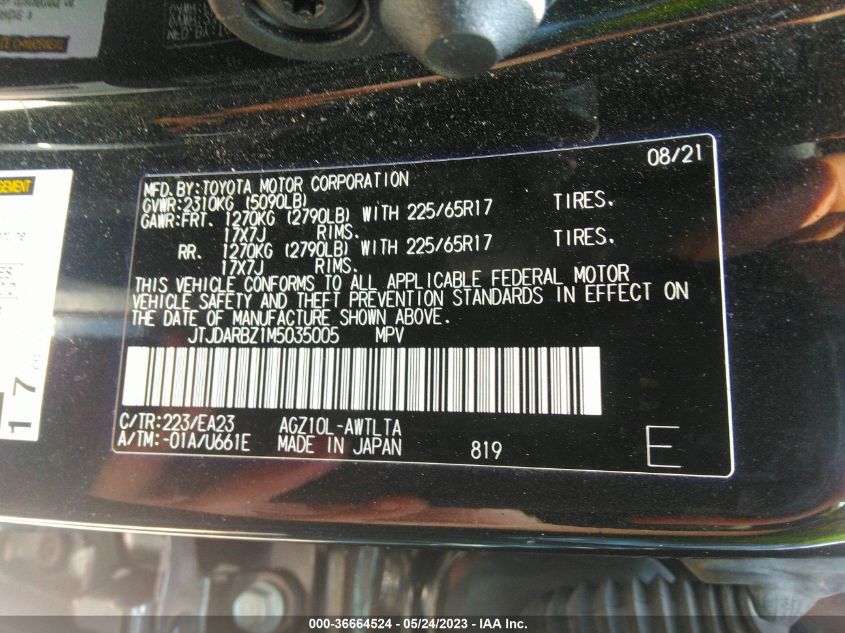 08/21
MFD.BY:TOYOTA MOTOR CORPORATION
GVWR:2310KG (5090LB)
GAWR:FRT. 1270KG (2790LB) WITH 225/65R17 TIRES.
17X7J RIMS.
RR. 1270KG (2790LB) WITH 225/65R17 TIRES.
17X7J RIMS.
THIS VEHICLE CONFORMS TO ALL APPLICABLE FEDERAL MOTOR
VEHICLE SAFETY AND THEFT PREVENTION STANDARDS IN EFFECT ON
THE DATE OF MANUFACTURE SHOWN ABOVE.
JTJDARBZ1M5035005 MPV
C/TR:223/EA23 AGZ10L-AWTLTA
A/TM:-01A/U661E MADE IN JAPAN 819 E
17
000-36664524 - 05/24/2023 - IAA Inc.